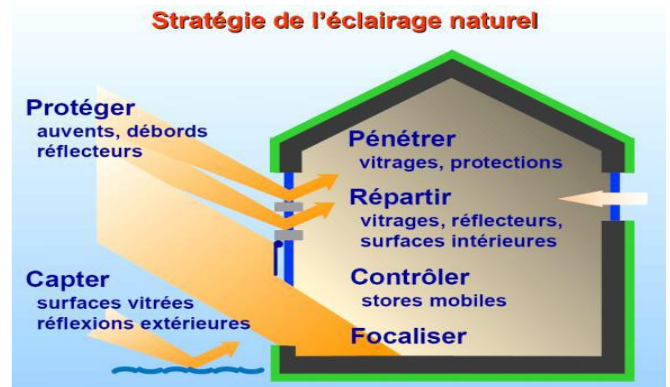 Stratégie de l'éclairage naturel
Protéger
auvents, débords
réflecteurs
Capter
surfaces vitrées
réflexions extérieures
Pénétrer
vitrages, protections
Répartir
vitrages, réflecteurs,
surfaces intérieures
Contrôler
stores mobiles
Focaliser